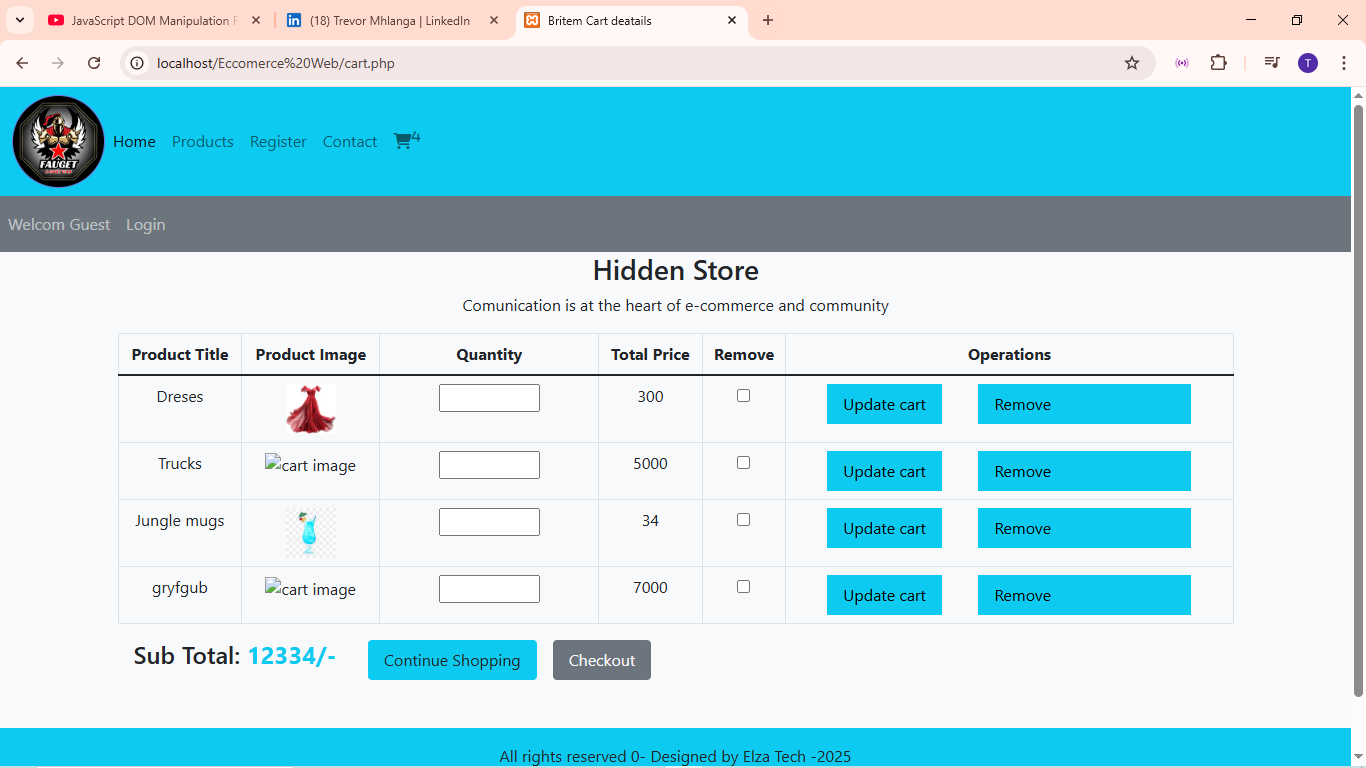 JavaScript DOM Manipulation F
(18) Trevor Mhlanga | LinkedIn
Britem Cart deatails
localhost/Eccomerce%20Web/cart.php
T
FAUGET
Home Products Register Contact 4
Welcom Guest Login
Hidden Store
Comunication is at the heart of e-commerce and community
Product Title Product Image Quantity Total Price Remove Operations
Dreses 300 Update cart Remove
Trucks cart image 5000 Update cart Remove
Jungle mugs 34 Update cart Remove
gryfgub cart image 7000 Update cart Remove
Sub Total: 12334/- Continue Shopping Checkout
All rights reserved 0- Designed by Elza Tech -2025